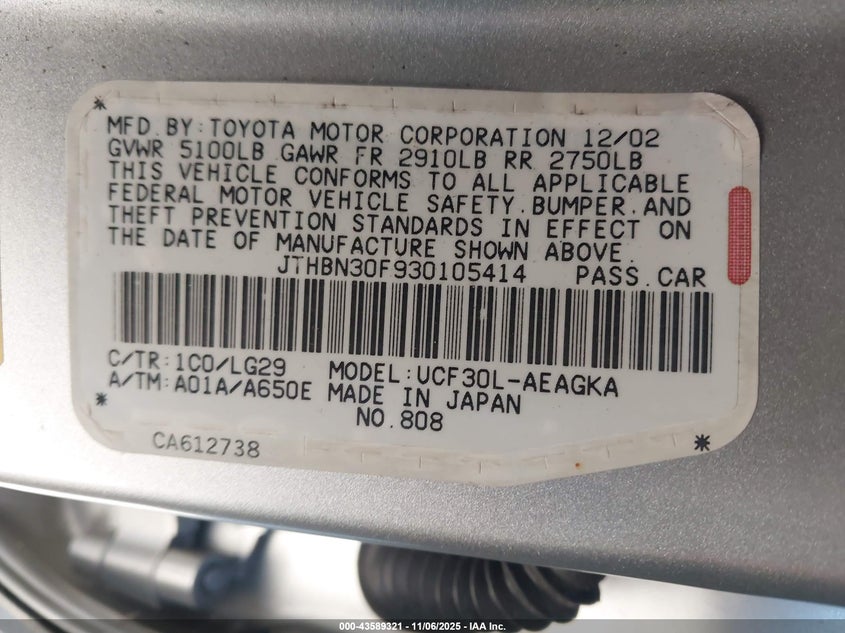 MFD. BY: TOYOTA MOTOR CORPORATION 12/02
GVWR 5100LB GAWR FR 2910LB RR 2750LB
THIS VEHICLE CONFORMS TO ALL APPLICABLE
FEDERAL MOTOR VEHICLE SAFETY, BUMPER, AND
THEFT PREVENTION STANDARDS IN EFFECT ON
THE DATE OF MANUFACTURE SHOWN ABOVE.
JTHBN30F930105414 PASS. CAR
C/TR: 1C0/LG29 MODEL: UCF30L-AEAGKA
A/TM: A01A/A650E MADE IN JAPAN
NO. 808
CA612738
000-43589321 | 11/06/2025 — IAA Inc.